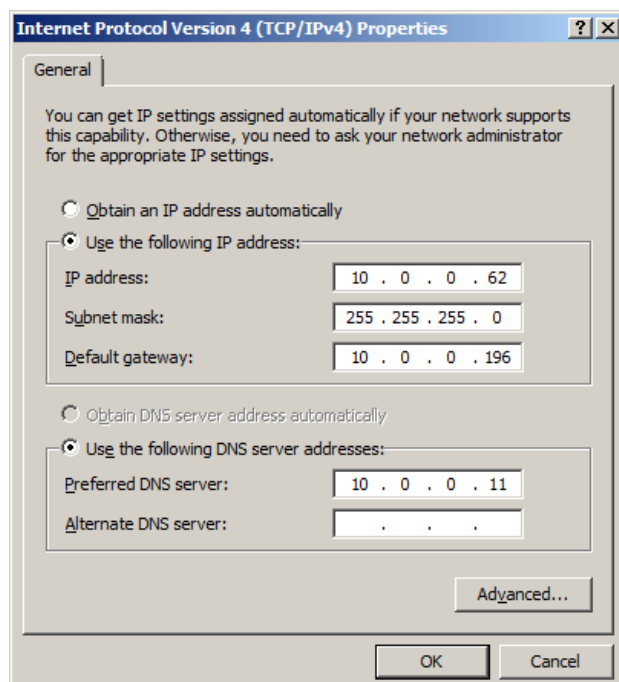 Internet Protocol Version 4 (TCP/IPv4) Properties
General
You can get IP settings assigned automatically if your network supports
this capability. Otherwise, you need to ask your network administrator
for the appropriate IP settings.
Obtain an IP address automatically
Use the following IP address:
IP address: 10 . 0 . 0 . 62
Subnet mask: 255 . 255 . 255 . 0
Default gateway: 10 . 0 . 0 . 196
Obtain DNS server address automatically
Use the following DNS server addresses:
Preferred DNS server: 10 . 0 . 0 . 11
Alternate DNS server: . . .
Advanced...
OK Cancel